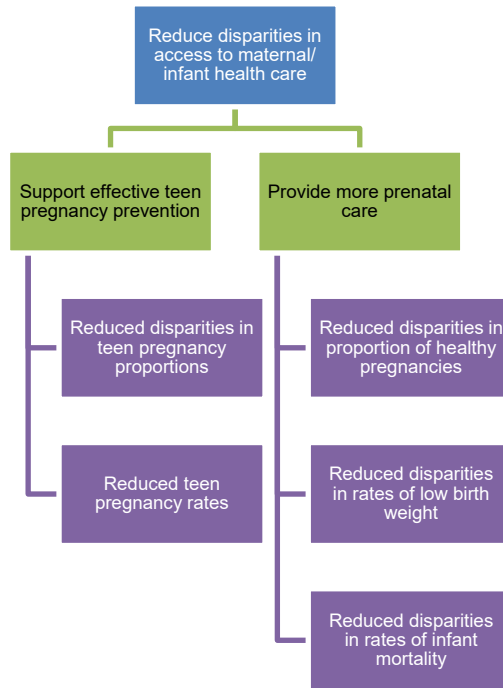 Reduce disparities in
access to maternal/
infant health care
Support effective teen
pregnancy prevention
Provide more prenatal
care
Reduced disparities in
teen pregnancy
proportions
Reduced teen
pregnancy rates
Reduced disparities in
proportion of healthy
pregnancies
Reduced disparities
in rates of low birth
weight
Reduced disparities
in rates of infant
mortality